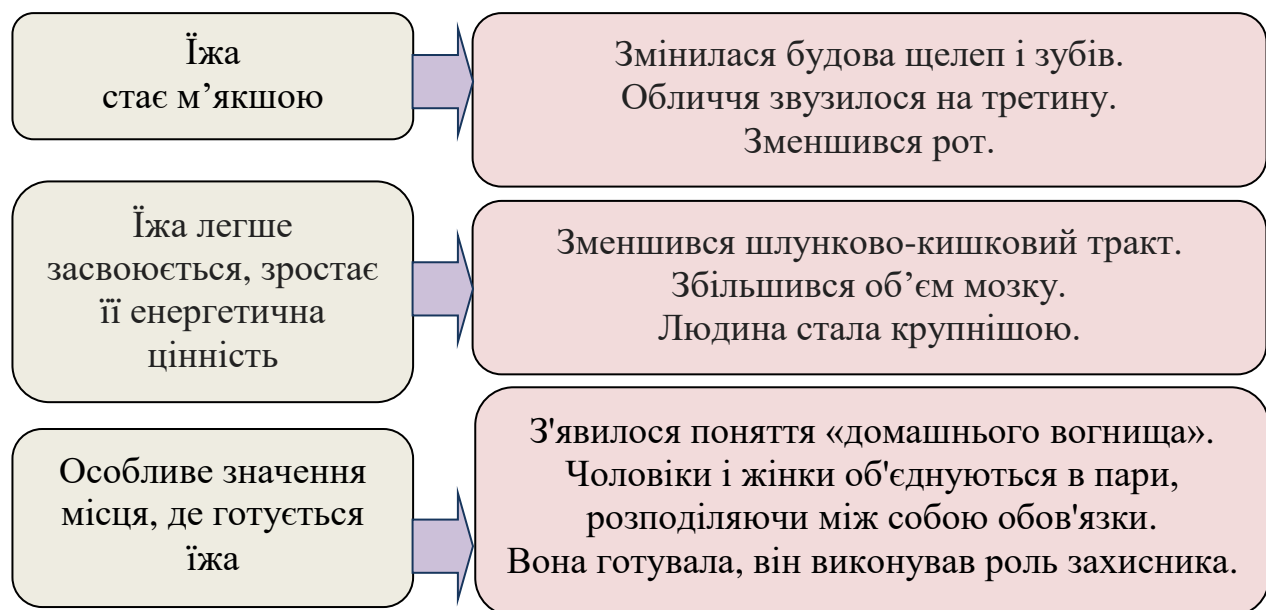 Їжа
стає м’якшою
Змінилася будова щелеп і зубів.
Обличчя звузилося на третину.
Зменшився рот.
Їжа легше
засвоюється, зростає
її енергетична
цінність
Зменшився шлунково-кишковий тракт.
Збільшився об’єм мозку.
Людина стала крупнішою.
Особливе значення
місця, де готується
їжа
З'явилося поняття «домашнього вогнища».
Чоловіки і жінки об'єднуються в пари,
розподіляючи між собою обов'язки.
Вона готувала, він виконував роль захисника.